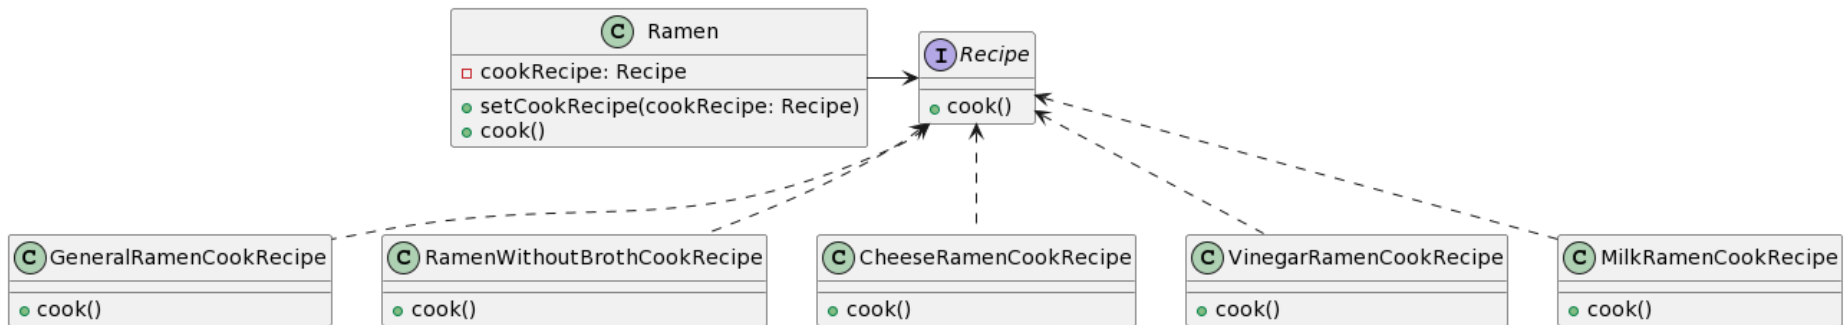 C Ramen
cookRecipe: Recipe
setCookRecipe(cookRecipe: Recipe)
cook()
I Recipe
cook()
C GeneralRamenCookRecipe
cook()
C RamenWithoutBrothCookRecipe
cook()
C CheeseRamenCookRecipe
cook()
C VinegarRamenCookRecipe
cook()
C MilkRamenCookRecipe
cook()